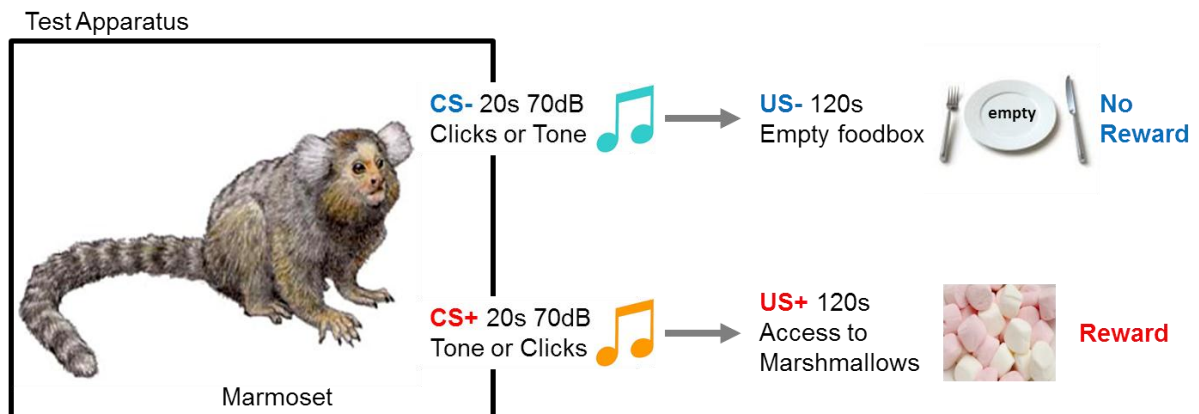 Test Apparatus
CS- 20s 70dB
Clicks or Tone
US- 120s
Empty foodbox
empty
No
Reward
CS+ 20s 70dB
Tone or Clicks
US+ 120s
Access to
Marshmallows
Reward
Marmoset